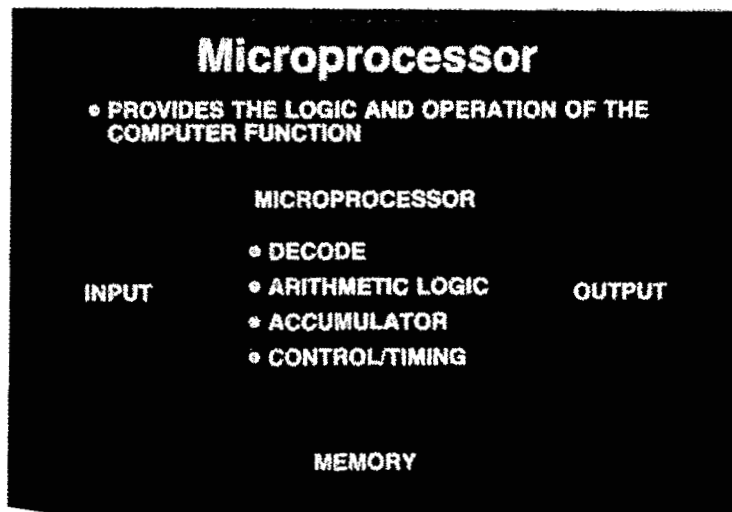 Microprocessor
• PROVIDES THE LOGIC AND OPERATION OF THE
COMPUTER FUNCTION
MICROPROCESSOR
• DECODE
INPUT
• ARITHMETIC LOGIC
OUTPUT
• ACCUMULATOR
• CONTROL/TIMING
MEMORY